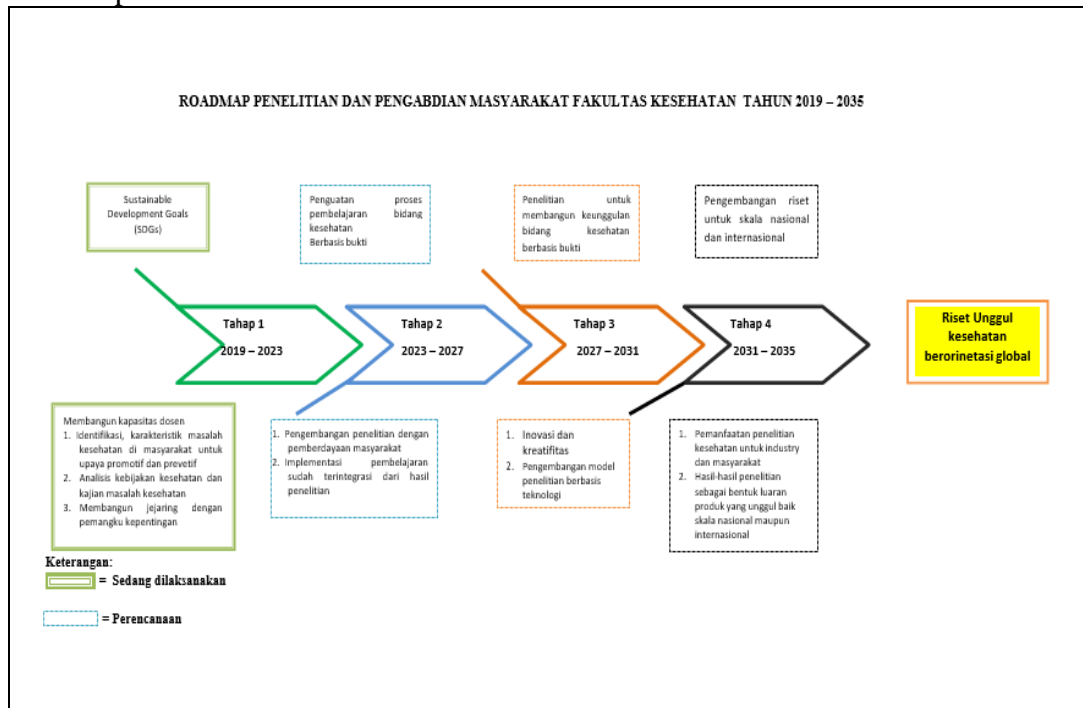 ROADMAP PENELITIAN DAN PENGABDIAN MASYARAKAT FAKULTAS KESEHATAN TAHUN 2019 – 2035
Sustainable
Development Goals
(SDGs)
Penguatan proses
pembelajaran bidang
kesehatan
Berbasis bukti
Penelitian untuk
membangun keunggulan
bidang kesehatan
berbasis bukti
Pengembangan riset
untuk skala nasional
dan internasional
Tahap 1
2019 – 2023
Tahap 2
2023 – 2027
Tahap 3
2027 – 2031
Tahap 4
2031 – 2035
Riset Unggul
kesehatan
berorinetasi global
Membangun kapasitas dosen
1. Identifikasi, karakteristik masalah
kesehatan di masyarakat untuk
upaya promotif dan prevetif
2. Analisis kebijakan kesehatan dan
kajian masalah kesehatan
3. Membangun jejaring dengan
pemangku kepentingan
1. Pengembangan penelitian dengan
pemberdayaan masyarakat
2. Implementasi pembelajaran
sudah terintegrasi dari hasil
penelitian
1. Inovasi dan
kreatifitas
2. Pengembangan model
penelitian berbasis
teknologi
1. Pemanfaatan penelitian
kesehatan untuk industry
dan masyarakat
2. Hasil-hasil penelitian
sebagai bentuk luaran
produk yang unggul baik
skala nasional maupun
internasional
Keterangan:
= Sedang dilaksanakan
= Perencanaan